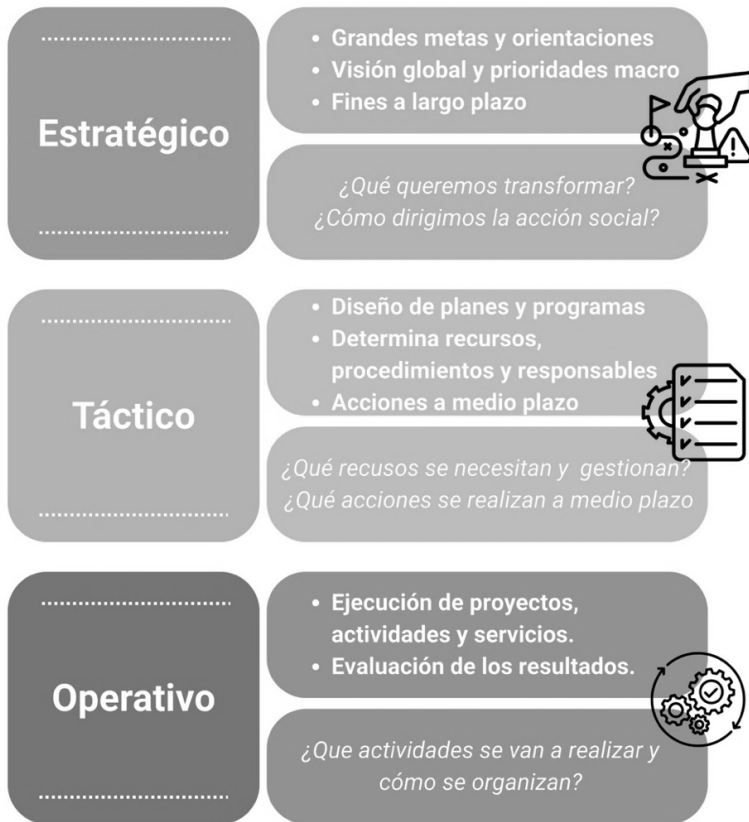 Estratégico
• Grandes metas y orientaciones
• Visión global y prioridades macro
• Fines a largo plazo
¿Qué queremos transformar?
¿Cómo dirigimos la acción social?
Táctico
• Diseño de planes y programas
• Determina recursos,
procedimientos y responsables
• Acciones a medio plazo
¿Qué recusos se necesitan y gestionan?
¿Qué acciones se realizan a medio plazo
Operativo
• Ejecución de proyectos,
actividades y servicios.
• Evaluación de los resultados.
¿Que actividades se van a realizar y
cómo se organizan?